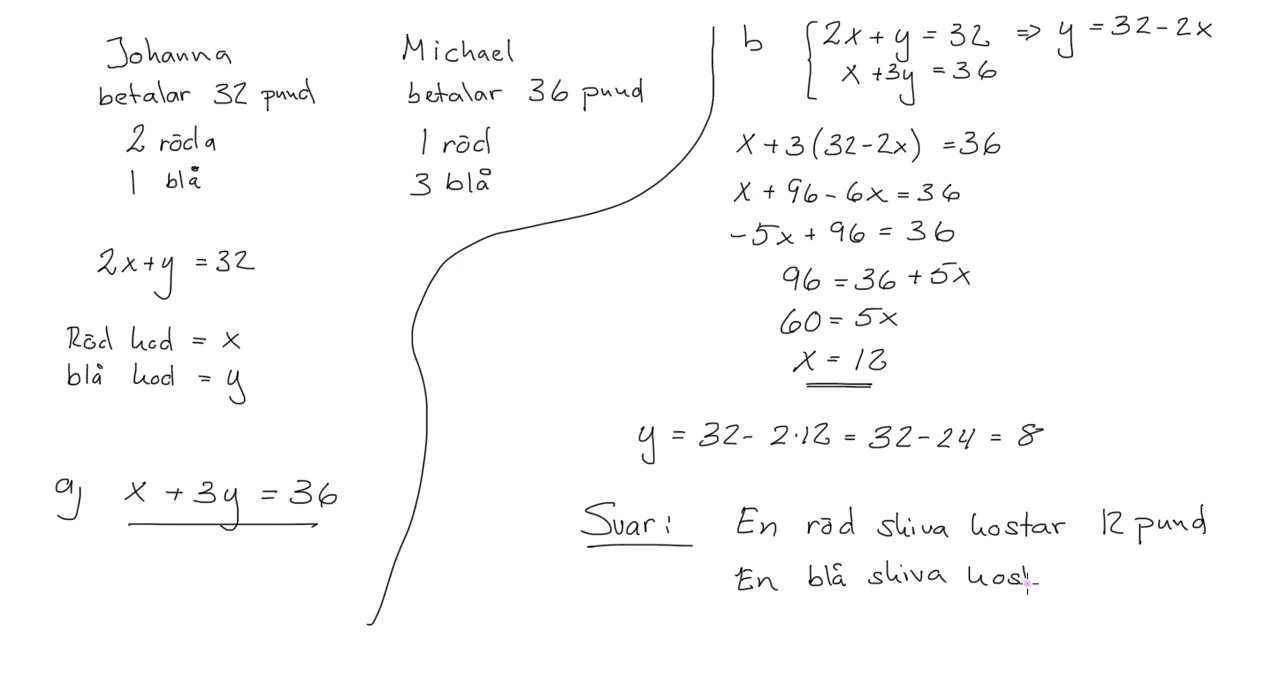 Johanna
betalar 32 pund
2 röda
1 blå
Michael
betalar 36 pund
1 röd
3 blå
2x+y = 32
Röd kod = x
blå kod = y
a) x + 3y = 36
b 2x + y = 32 ⇒ y = 32 - 2x
x + 3y = 36
x + 3(32-2x) = 36
x + 96 - 6x = 36
-5x + 96 = 36
96 = 36 + 5x
60 = 5x
x = 12
y = 32 - 2·12 = 32 - 24 = 8
Svar: En röd skiva kostar 12 pund
En blå skiva kost